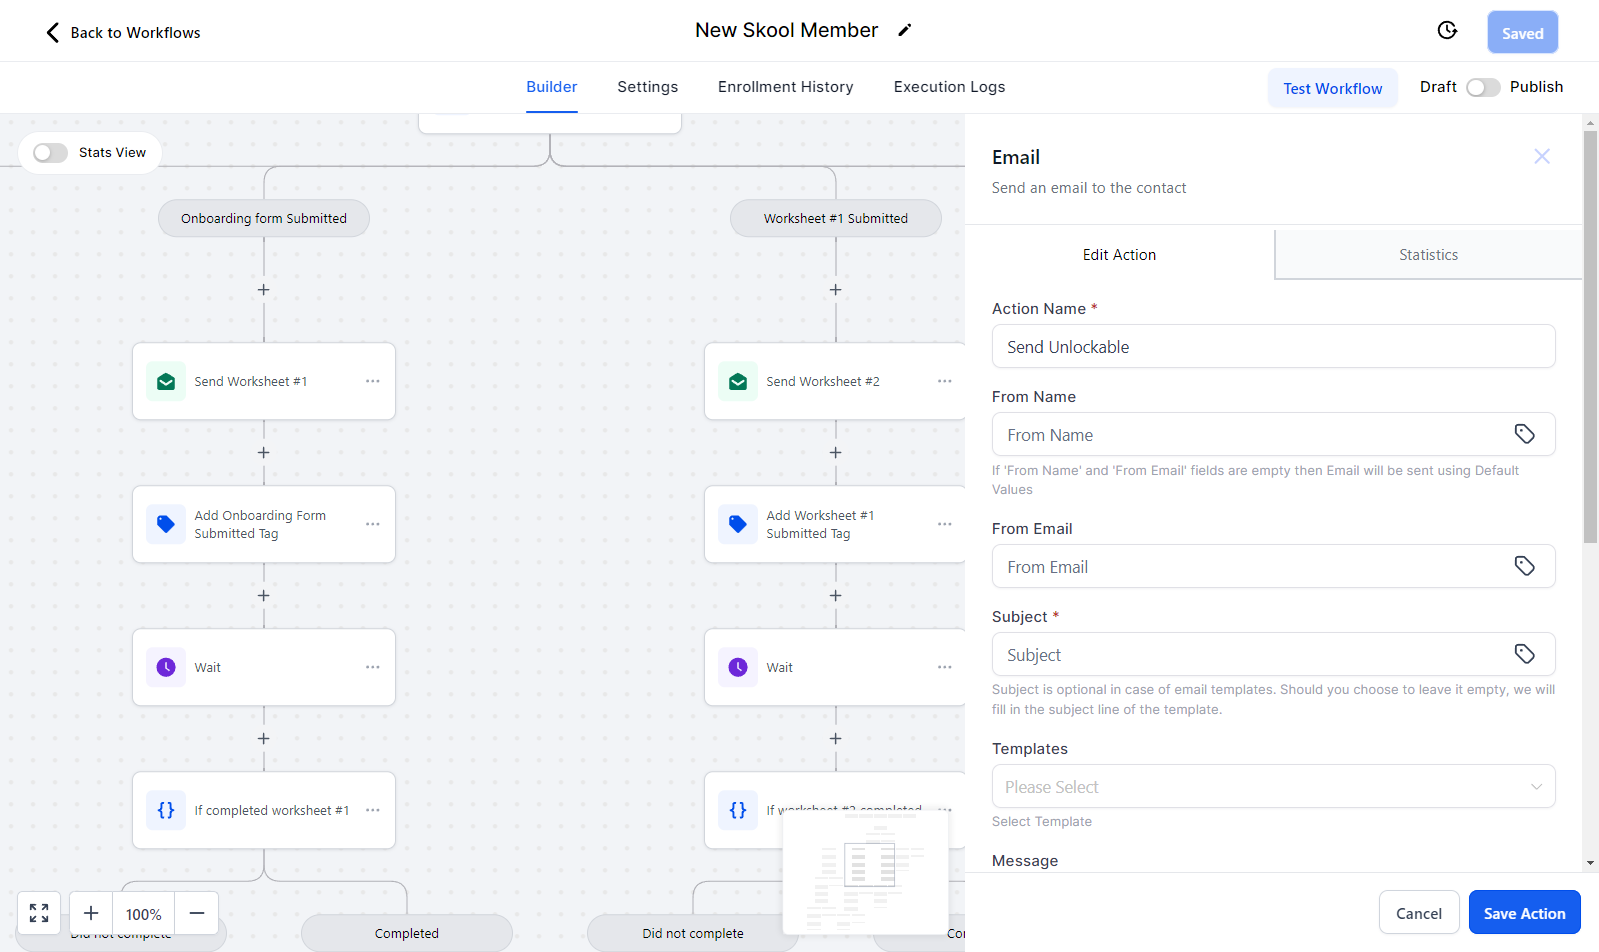 Back to Workflows
New Skool Member
Saved
Builder
Settings
Enrollment History
Execution Logs
Test Workflow
Draft
Publish
Stats View
Onboarding form Submitted
Worksheet #1 Submitted
Send Worksheet #1
Send Worksheet #2
Add Onboarding Form
Submitted Tag
Add Worksheet #1
Submitted Tag
Wait
Wait
If completed worksheet #1
If worksheet #2 completed
100%
Did not complete
Completed
Did not complete
Email
Send an email to the contact
Edit Action
Statistics
Action Name *
Send Unlockable
From Name
From Name
If 'From Name' and 'From Email' fields are empty then Email will be sent using Default
Values
From Email
From Email
Subject *
Subject
Subject is optional in case of email templates. Should you choose to leave it empty, we will
fill in the subject line of the template.
Templates
Please Select
Select Template
Message
Cancel
Save Action